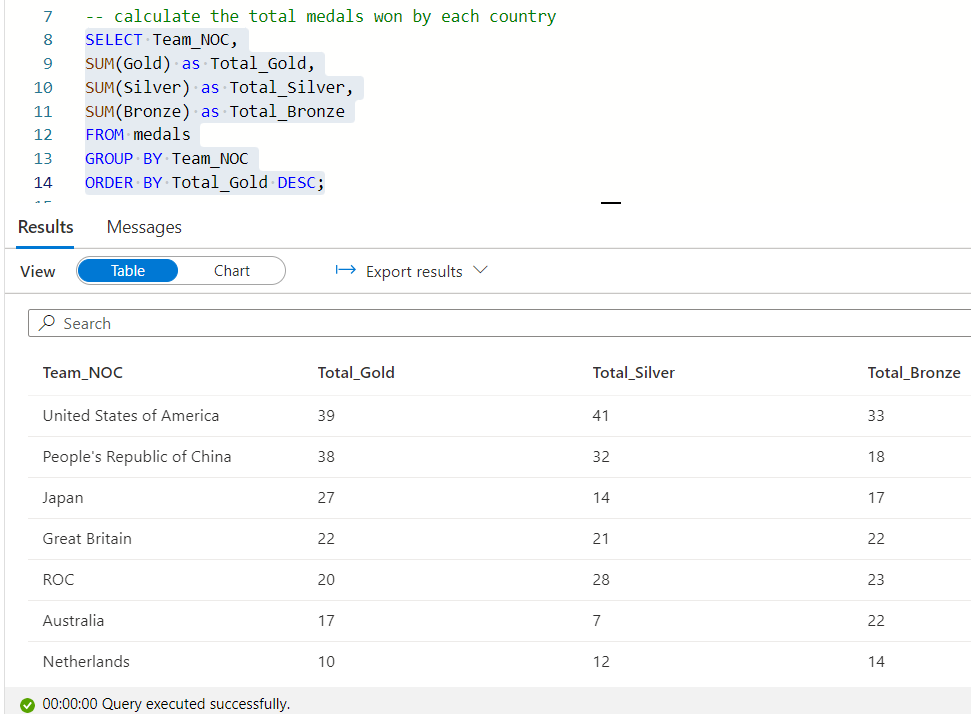 7 -- calculate the total medals won by each country
8 SELECT Team_NOC,
9 SUM(Gold) as Total_Gold,
10 SUM(Silver) as Total_Silver,
11 SUM(Bronze) as Total_Bronze
12 FROM medals
13 GROUP BY Team_NOC
14 ORDER BY Total_Gold DESC;
Results Messages
View Table Chart Export results
Search
Team_NOC Total_Gold Total_Silver Total_Bronze
United States of America 39 41 33
People's Republic of China 38 32 18
Japan 27 14 17
Great Britain 22 21 22
ROC 20 28 23
Australia 17 7 22
Netherlands 10 12 14
00:00:00 Query executed successfully.